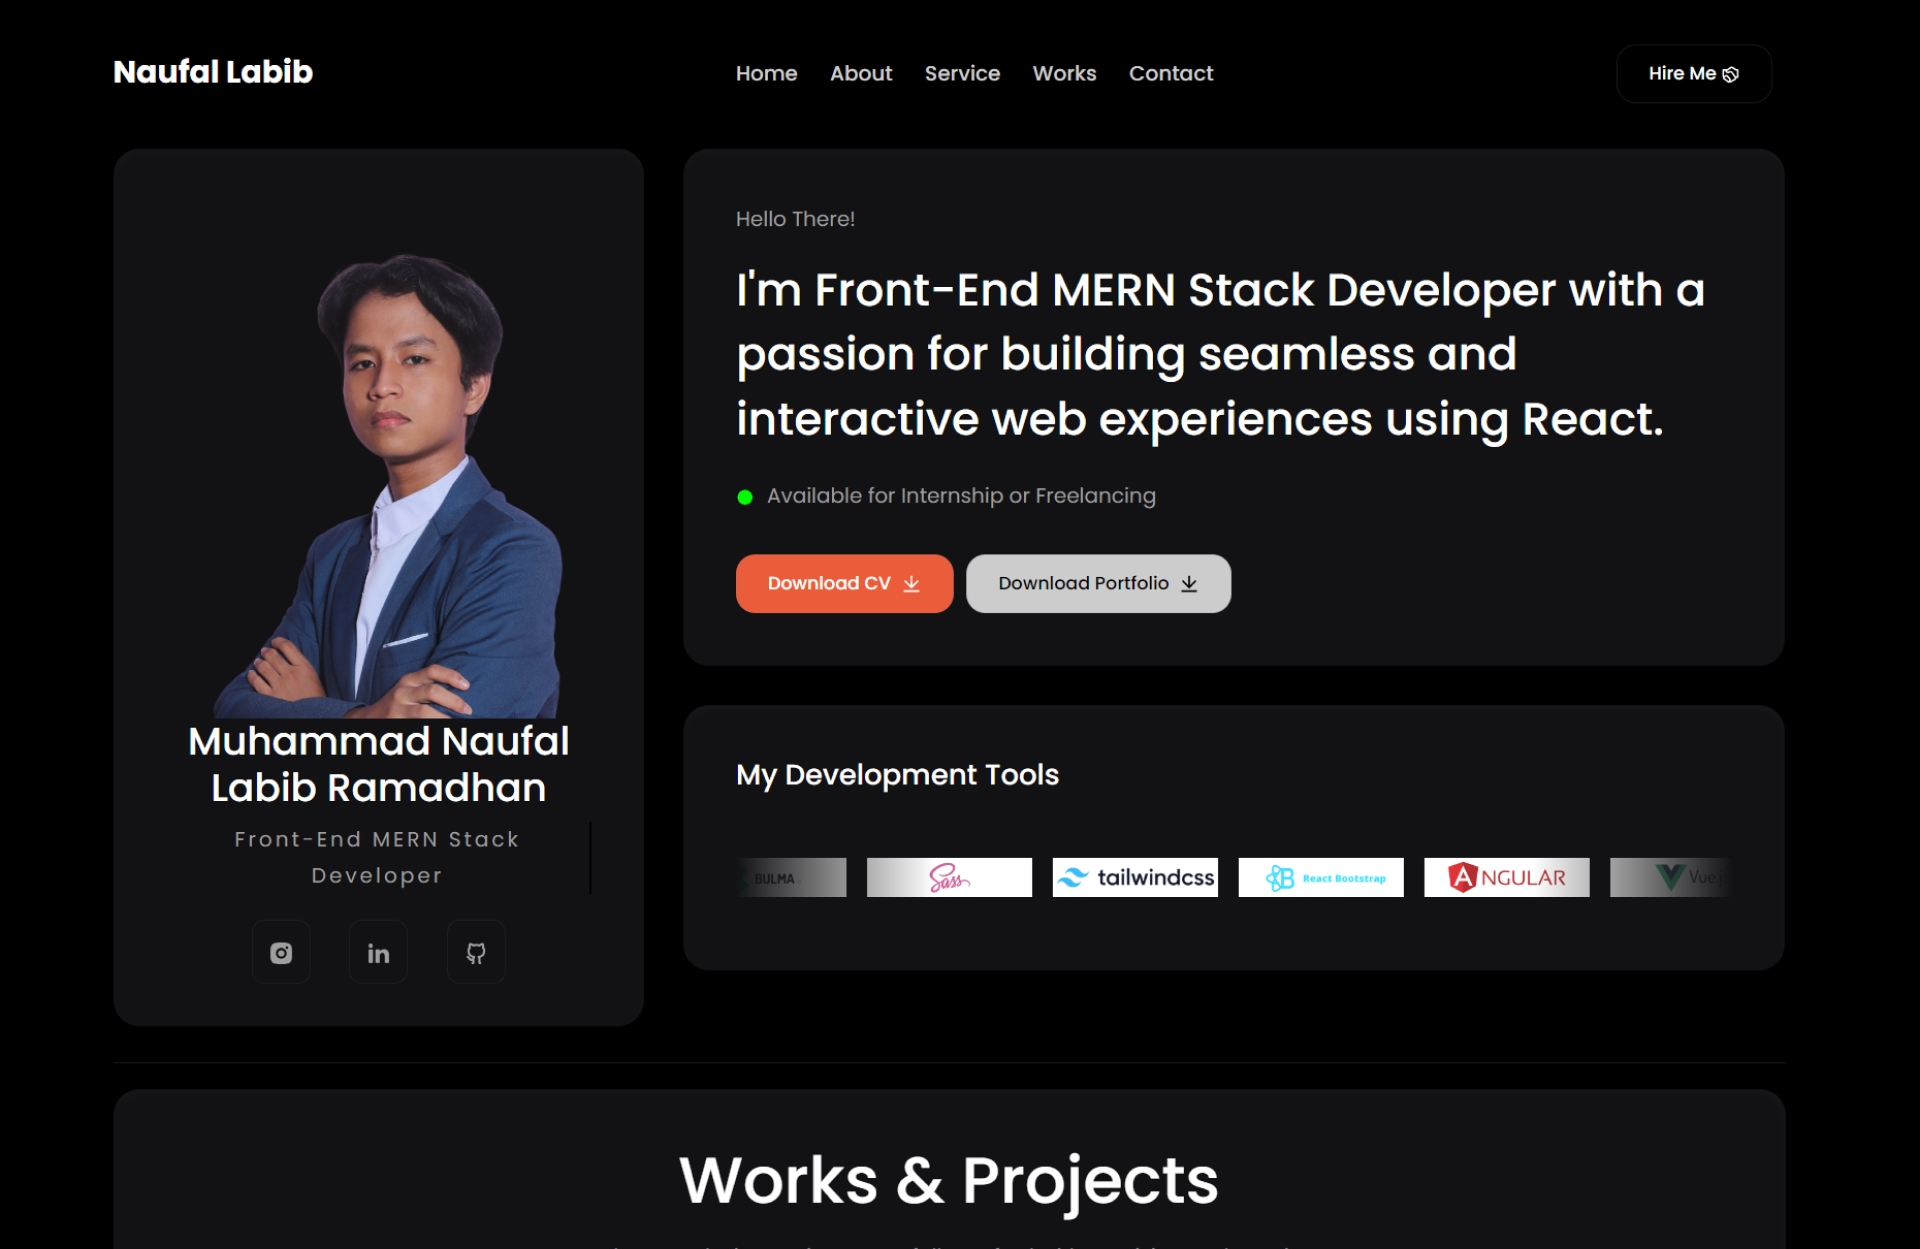 Naufal Labib
Home About Service Works Contact
Hire Me
Muhammad Naufal
Labib Ramadhan
Front-End MERN Stack
Developer
in
Hello There!
I'm Front-End MERN Stack Developer with a
passion for building seamless and
interactive web experiences using React.
Available for Internship or Freelancing
Download CV
Download Portfolio
My Development Tools
BULMA
Sass
tailwindcss
React Bootstrap
ANGULAR
Vue.js
Works & Projects